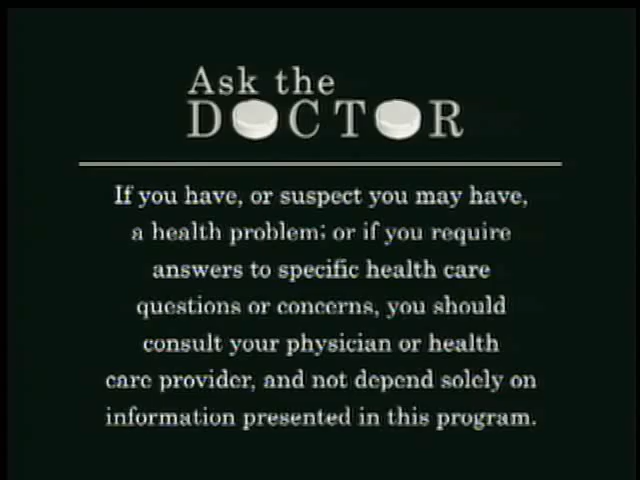 Ask the
DOCTOR
If you have, or suspect you may have,
a health problem; or if you require
answers to specific health care
questions or concerns, you should
consult your physician or health
care provider, and not depend solely on
information presented in this program.